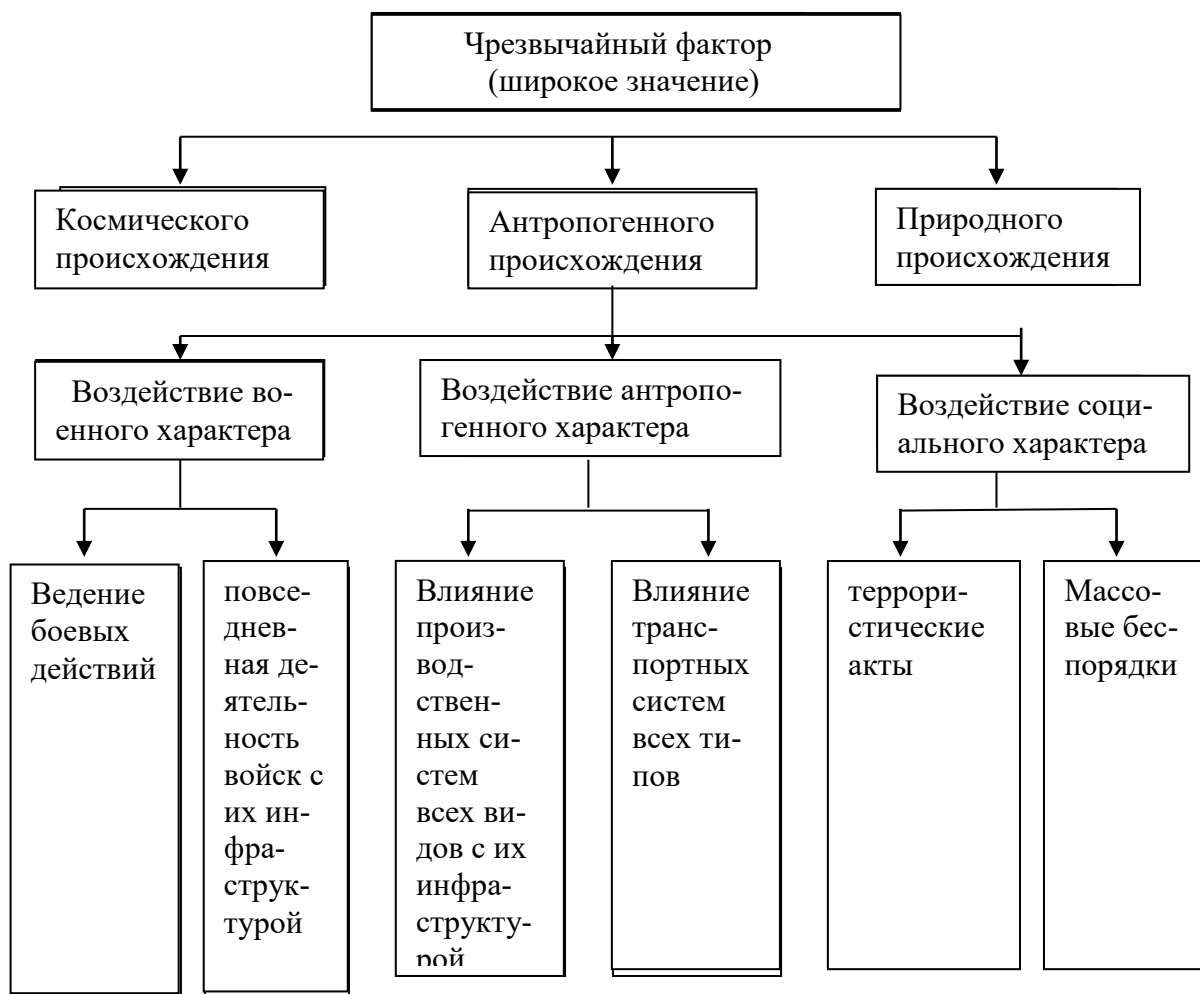 Чрезвычайный фактор
(широкое значение)
Космического
происхождения
Антропогенного
происхождения
Природного
происхождения
Воздействие во-
енного характера
Воздействие антропо-
генного характера
Воздействие соци-
ального характера
Ведение
боевых
действий
повсе-
днев-
ная де-
ятель-
ность
войск с
их ин-
фра-
струк-
турой
Влияние
произ-
вод-
ствен-
ных си-
стем
всех ви-
дов с их
инфра-
структу-
рой
Влияние
транс-
портных
систем
всех ти-
пов
террори-
стические
акты
Массо-
вые бес-
порядки